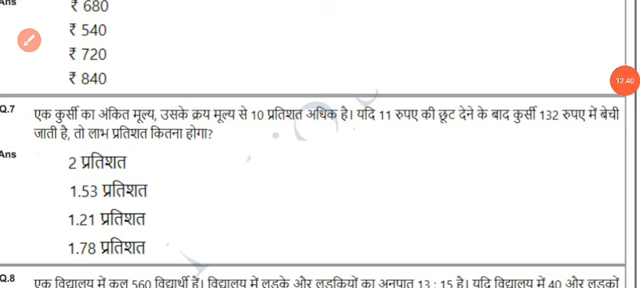 Ans
₹ 680
₹ 540
₹ 720
₹ 840
12:40
Q.7 एक कुर्सी का अंकित मूल्य, उसके क्रय मूल्य से 10 प्रतिशत अधिक है। यदि 11 रुपए की छूट देने के बाद कुर्सी 132 रुपए में बेची
जाती है, तो लाभ प्रतिशत कितना होगा?
Ans 2 प्रतिशत
1.53 प्रतिशत
1.21 प्रतिशत
1.78 प्रतिशत
Q.8 एक विद्यालय में कुल 560 विद्यार्थी हैं। विद्यालय में लड़के और लड़कियों का अनुपात 13 : 15 है। यदि विद्यालय में 40 और लड़कों